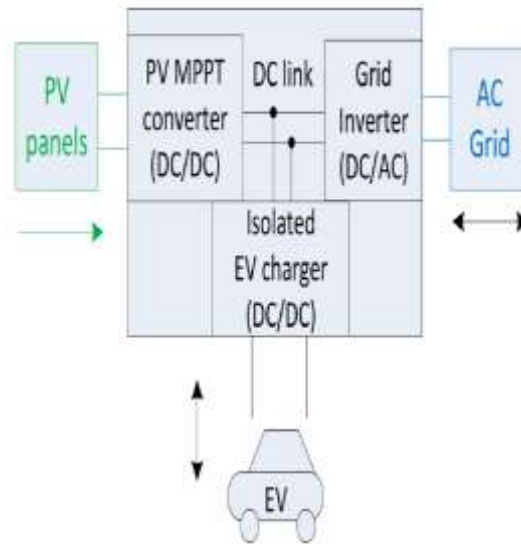 PV
panels
PV MPPT
converter
(DC/DC)
DC link
Grid
Inverter
(DC/AC)
AC
Grid
Isolated
EV charger
(DC/DC)
EV